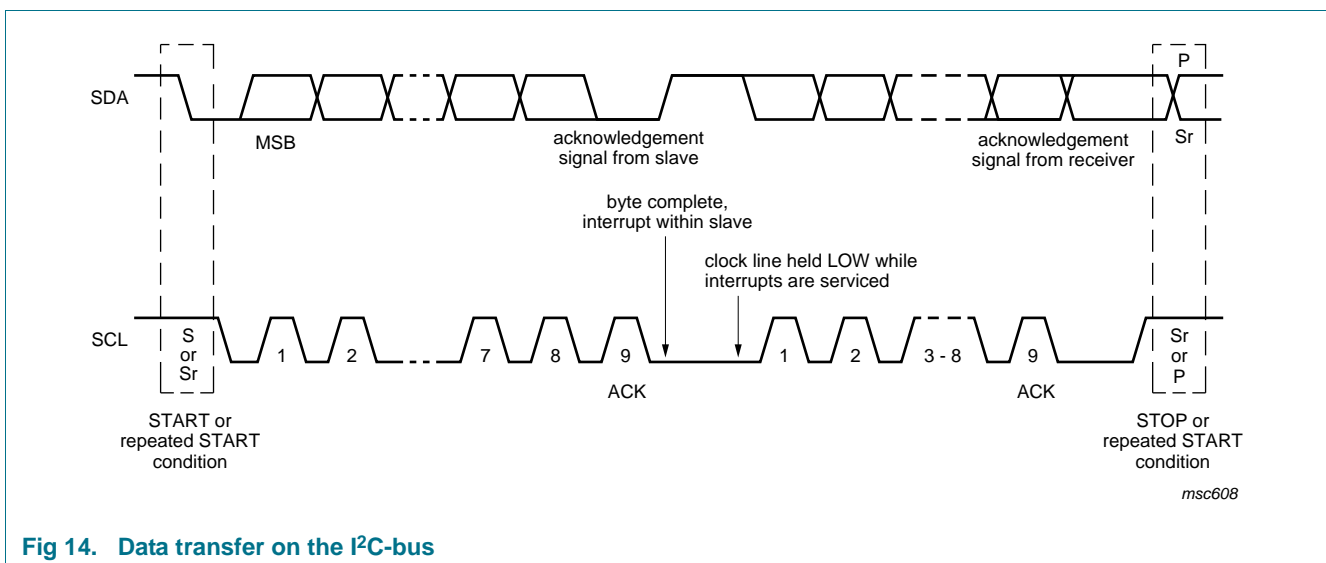 P
SDA
MSB
acknowledgement
signal from slave
acknowledgement
signal from receiver
Sr
byte complete,
interrupt within slave
clock line held LOW while
interrupts are serviced
SCL
S
or
Sr
1
2
7
8
9
1
2
3 - 8
9
Sr
or
P
ACK
ACK
START or
repeated START
condition
STOP or
repeated START
condition
msc608
Fig 14. Data transfer on the I²C-bus